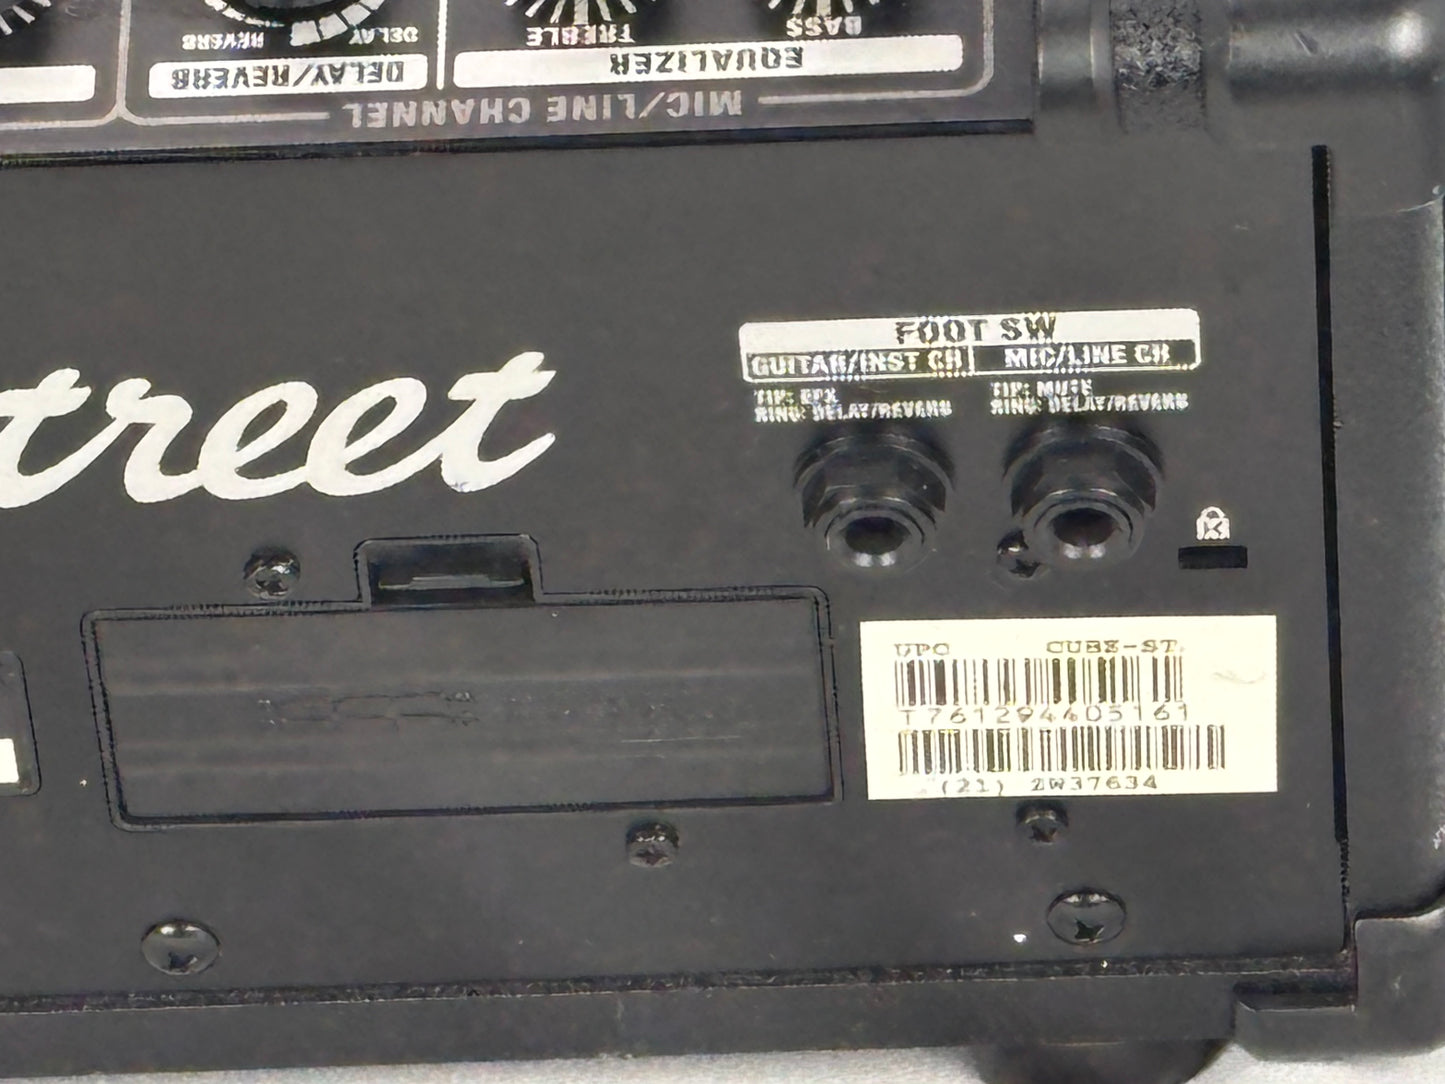 BASS
TREBLE
DELAY
REVERB
EQUALIZER
DELAY/REVERB
MIC/LINE CHANNEL
treet
FOOT SW
GUITAR/INST CH
MIC/LINE CH
TIP: EFX
RING: DELAY/REVERB
TIP: MUTE
RING: DELAY/REVERB
K
UPC CUBE-ST.
T761294405161
(21) ZW37634